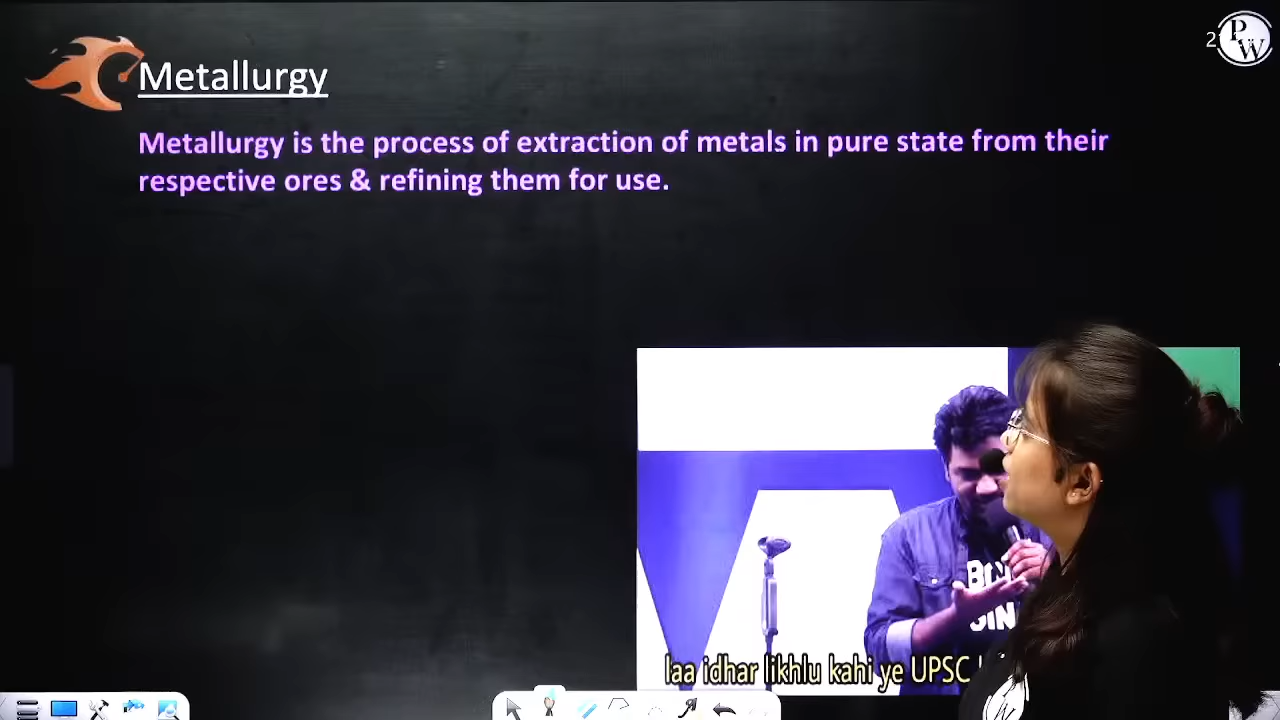 Metallurgy
PW
Metallurgy is the process of extraction of metals in pure state from their
respective ores & refining them for use.
laa idhar likhlu kahi ye UPSC